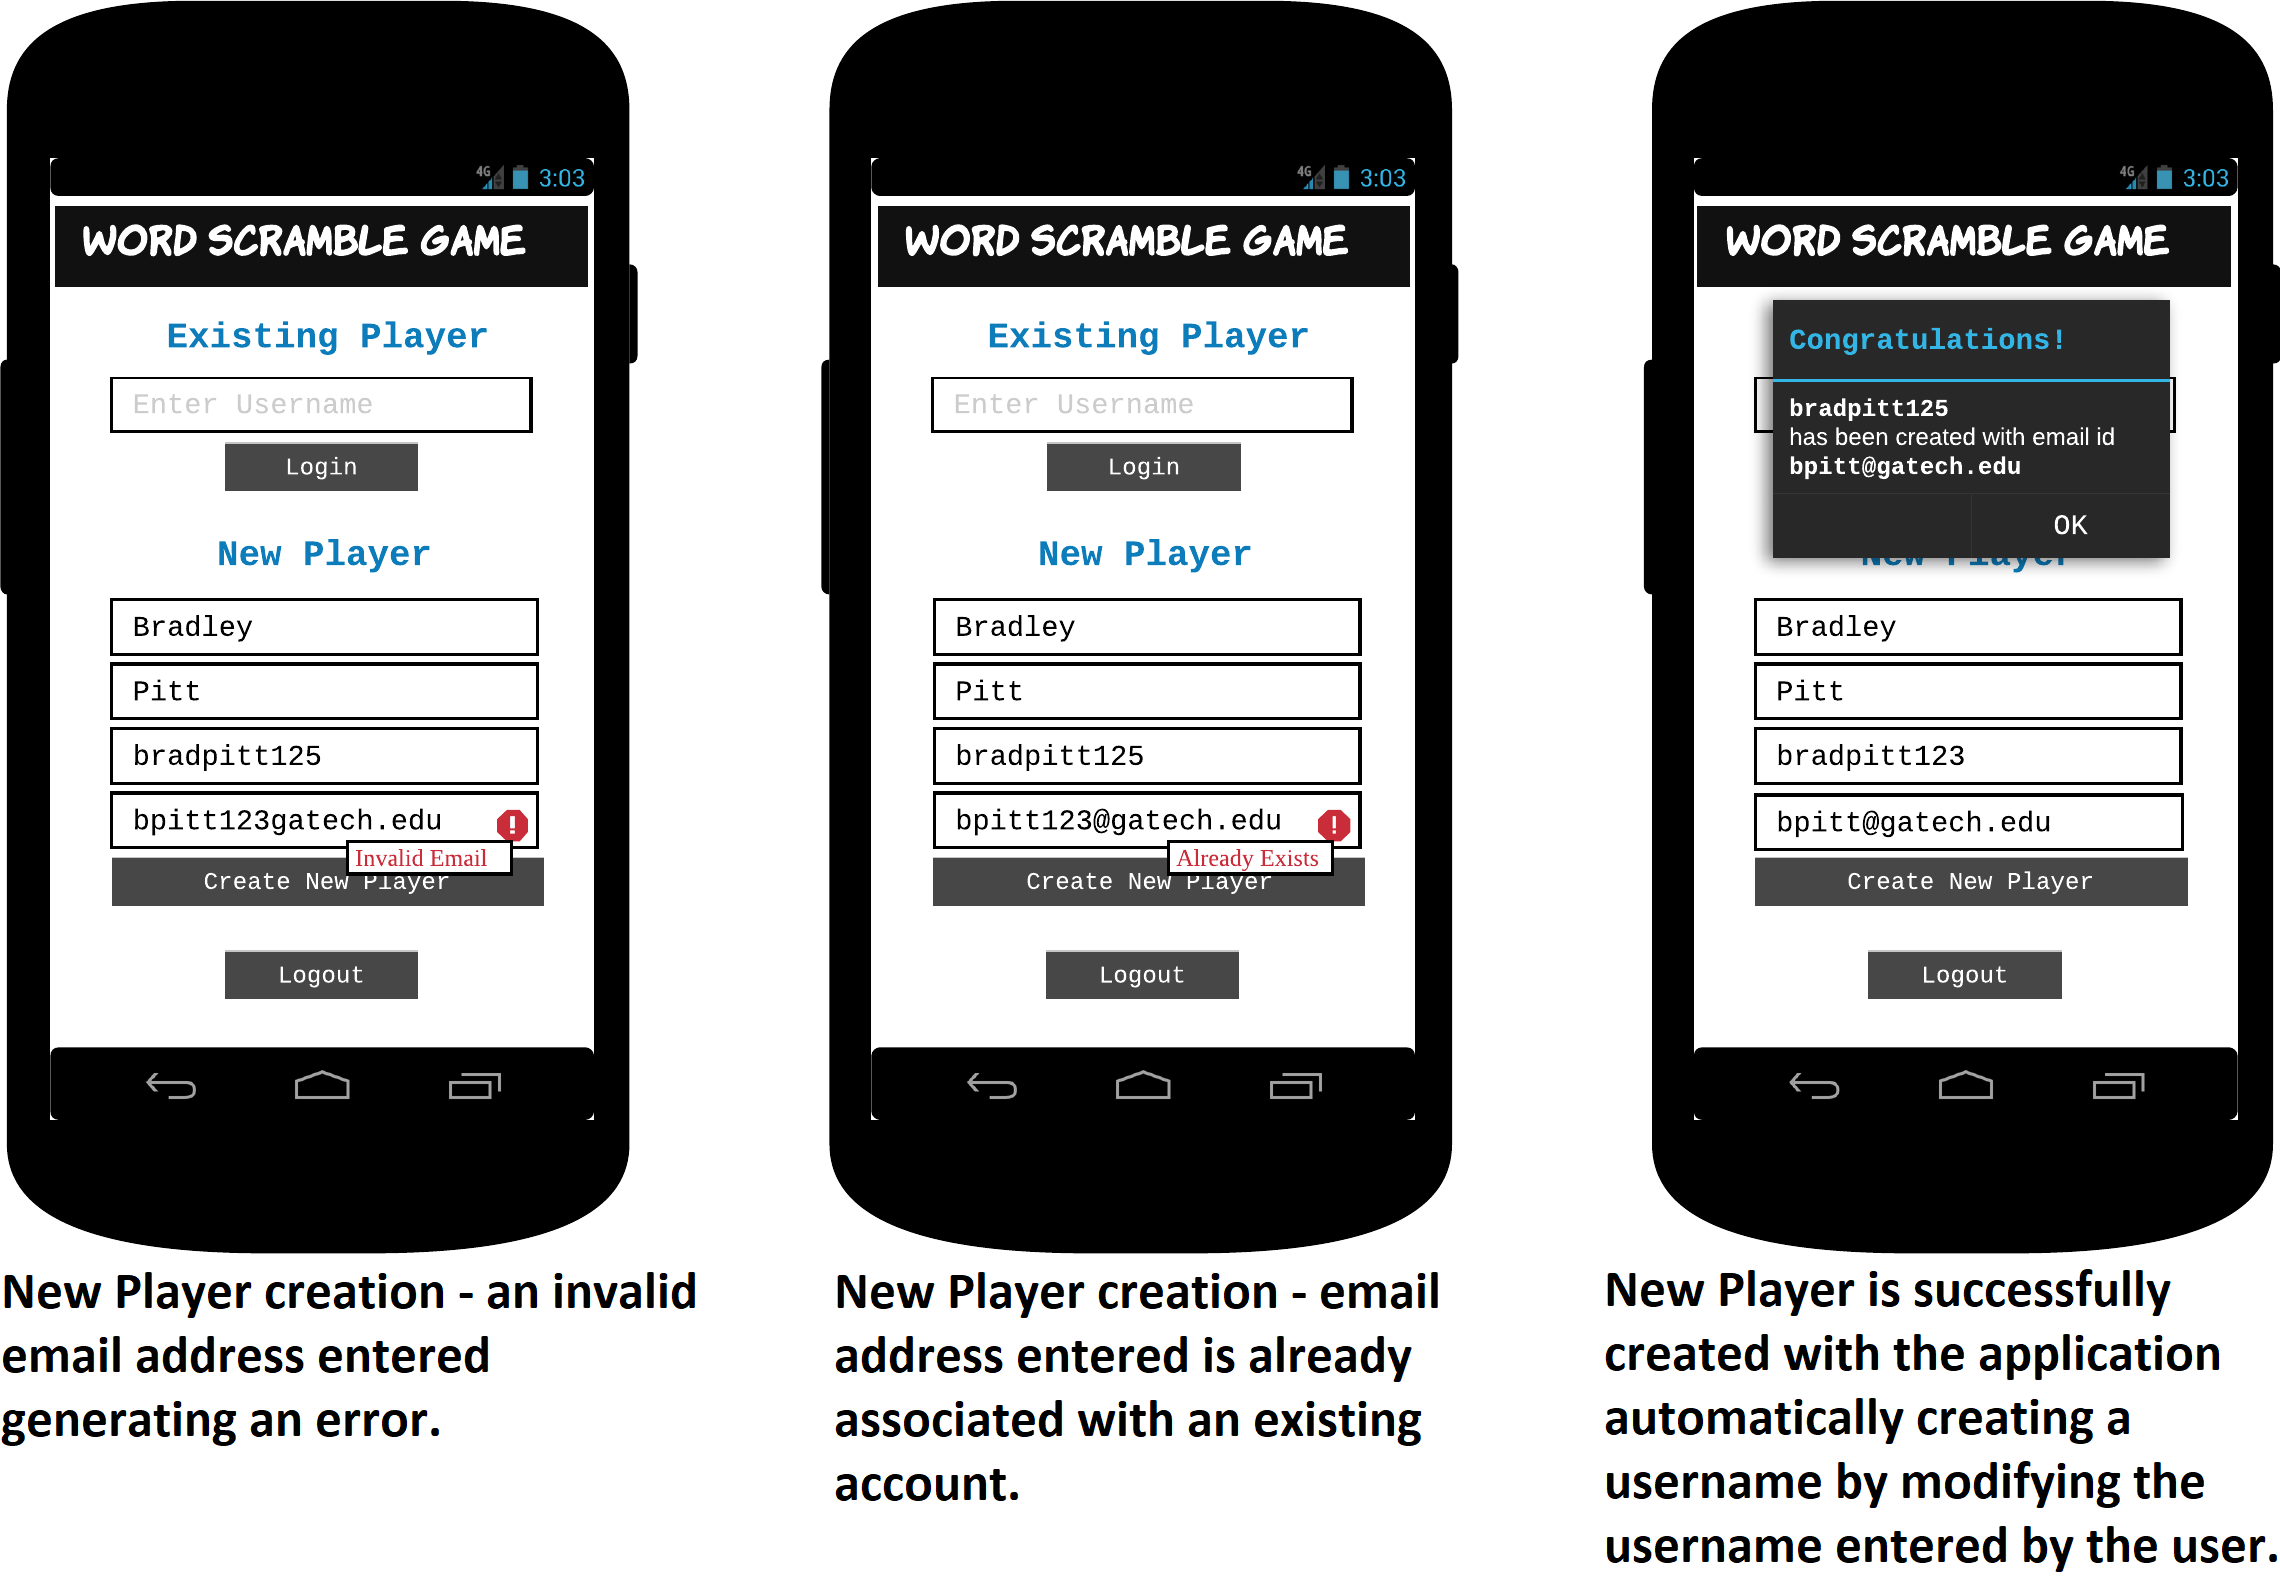 4G 3:03
WORD SCRAMBLE GAME
Existing Player
Enter Username
Login
New Player
Bradley
Pitt
bradpitt125
bpitt123gatech.edu
Invalid Email
Create New Player
Logout
New Player creation - an invalid
email address entered
generating an error.
4G 3:03
WORD SCRAMBLE GAME
Existing Player
Enter Username
Login
New Player
Bradley
Pitt
bradpitt125
bpitt123@gatech.edu
Already Exists
Create New Player
Logout
New Player creation - email
address entered is already
associated with an existing
account.
4G 3:03
WORD SCRAMBLE GAME
Congratulations!
bradpitt125
has been created with email id
bpitt@gatech.edu
OK
New Player
Bradley
Pitt
bradpitt123
bpitt@gatech.edu
Create New Player
Logout
New Player is successfully
created with the application
automatically creating a
username by modifying the
username entered by the user.